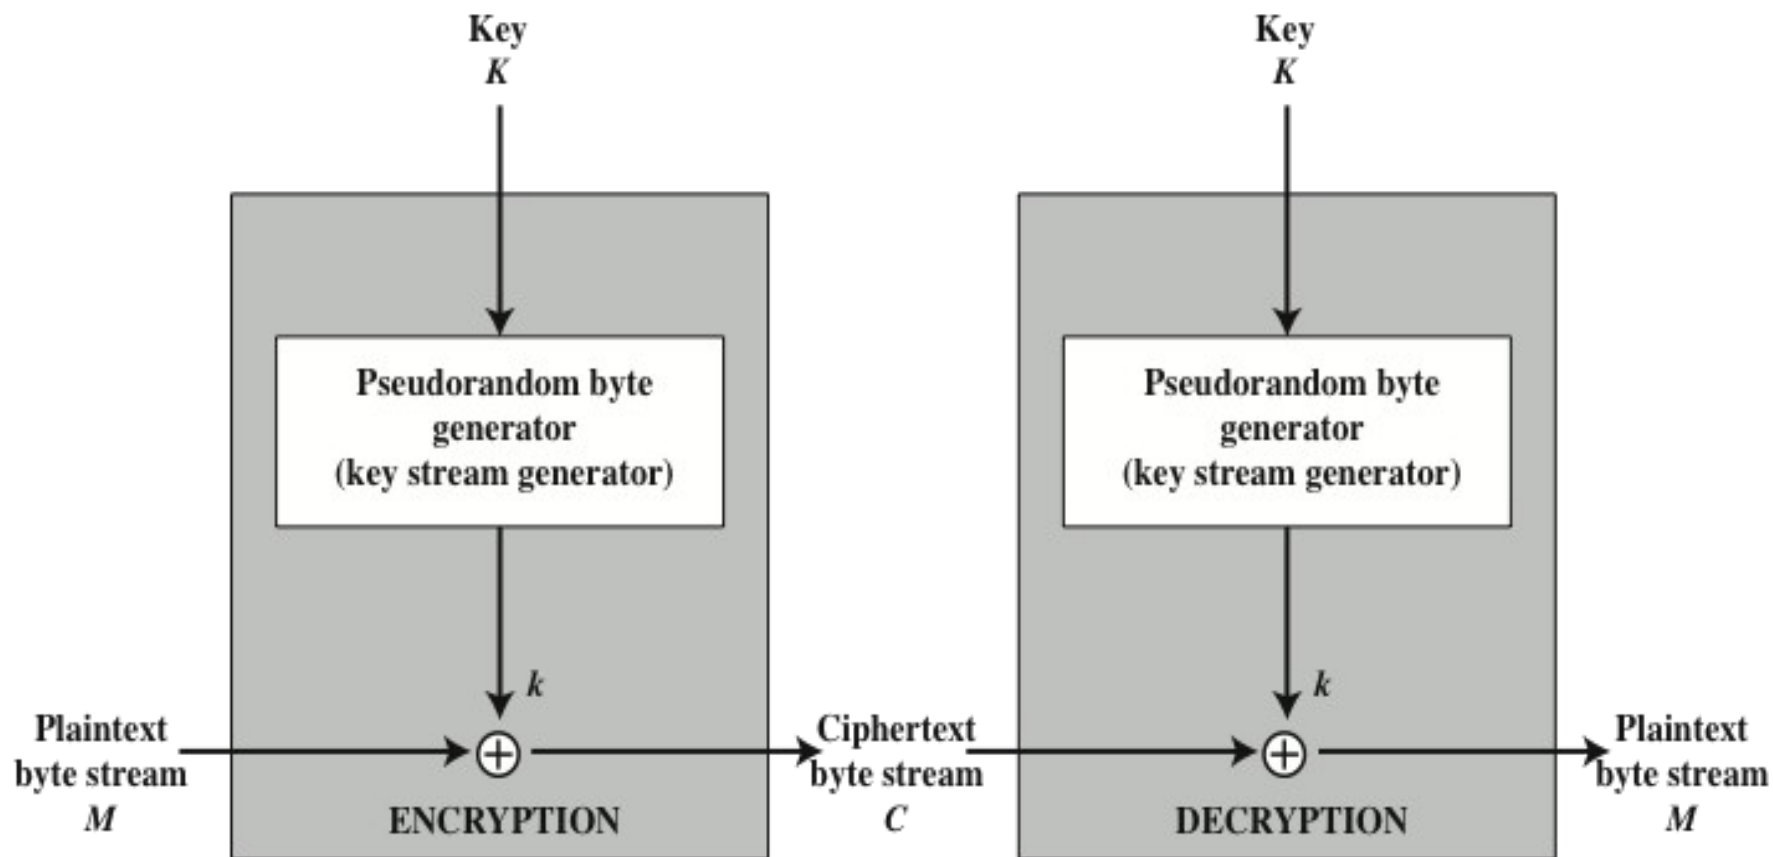 Key
K
Key
K
Pseudorandom byte
generator
(key stream generator)
Pseudorandom byte
generator
(key stream generator)
k
k
Plaintext
byte stream
M
Ciphertext
byte stream
C
Plaintext
byte stream
M
ENCRYPTION
DECRYPTION